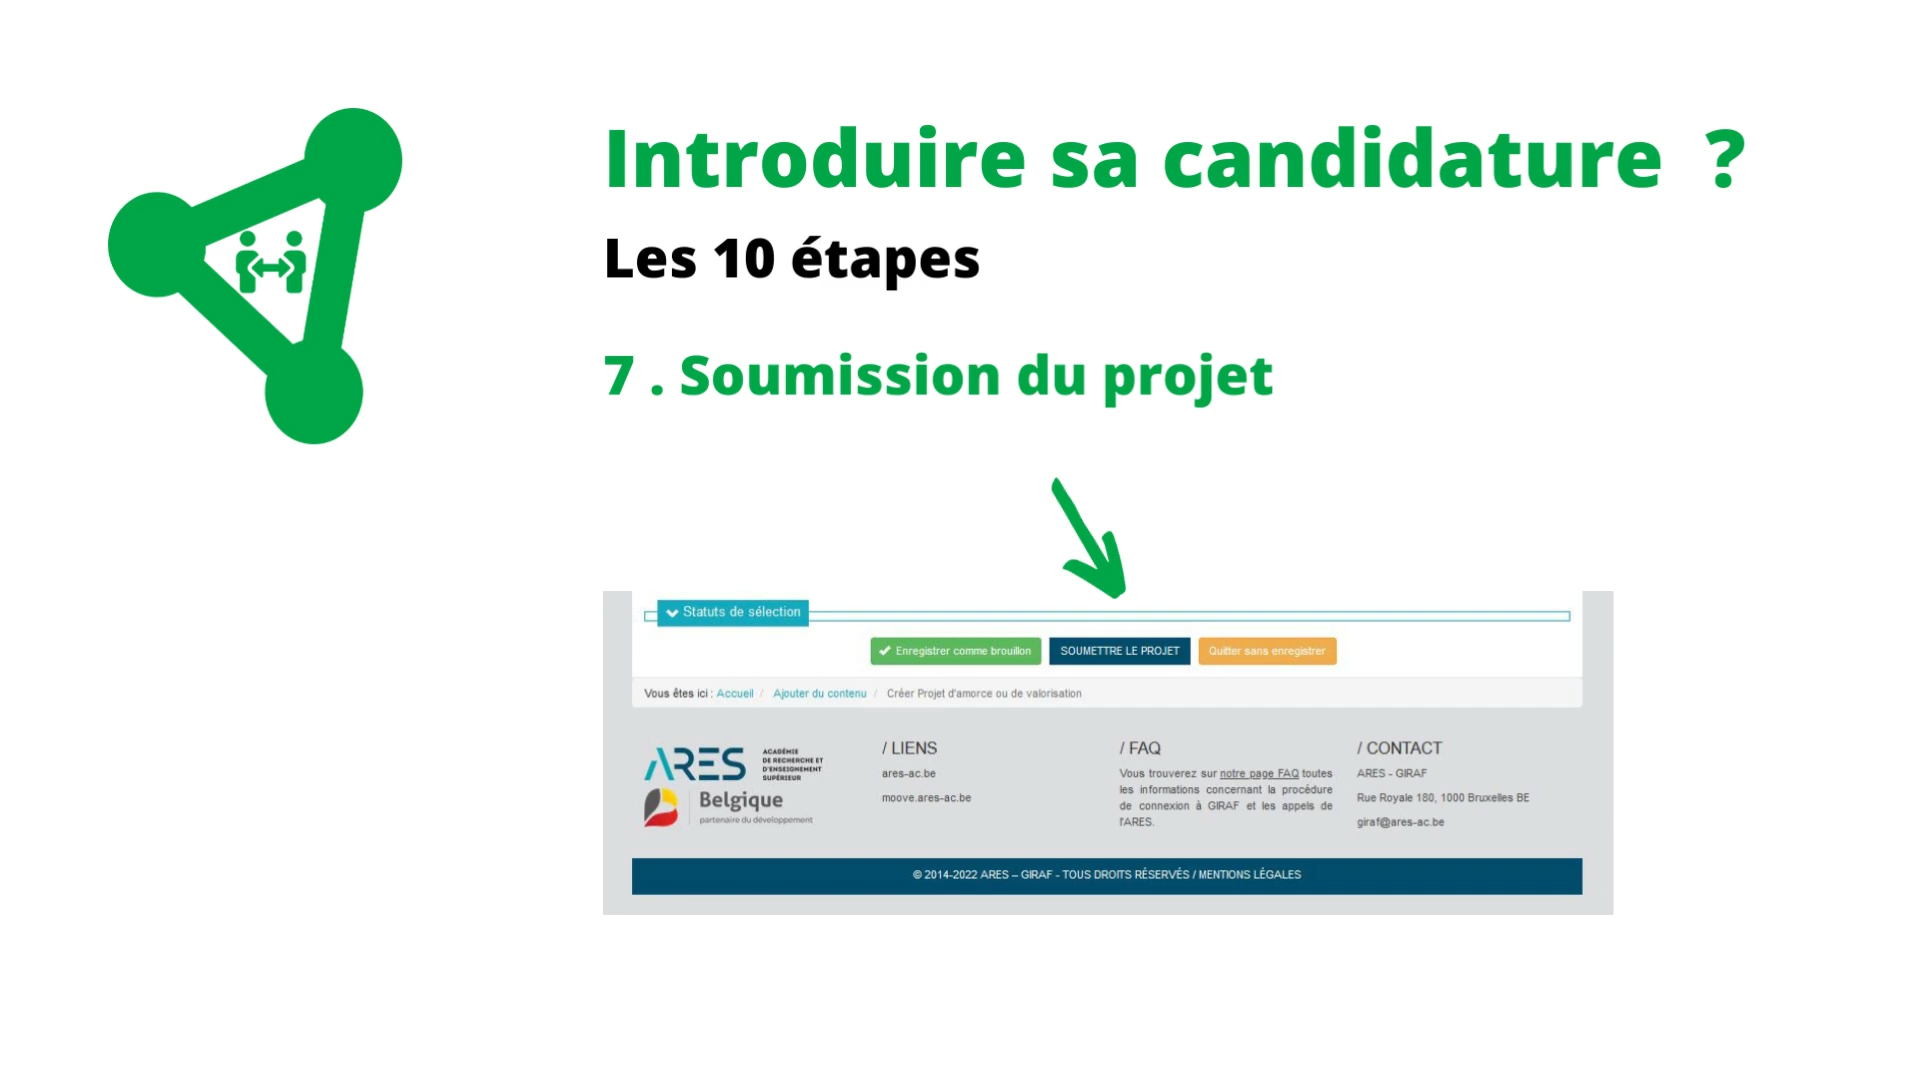 Introduire sa candidature ?
Les 10 étapes
7 . Soumission du projet
Statuts de sélection
Enregistrer comme brouillon
SOUMETTRE LE PROJET
Quitter sans enregistrer
Vous êtes ici : Accueil / Ajouter du contenu / Créer Projet d'amorce ou de valorisation
ARES
ACADÉMIE
DE RECHERCHE ET
D'ENSEIGNEMENT
SUPÉRIEUR
Belgique
partenaire du développement
/ LIENS
ares-ac.be
moove.ares-ac.be
/ FAQ
Vous trouverez sur notre page FAQ toutes
les informations concernant la procédure
de connexion à GIRAF et les appels de
l'ARES.
/ CONTACT
ARES - GIRAF
Rue Royale 180, 1000 Bruxelles BE
giraf@ares-ac.be
© 2014-2022 ARES – GIRAF - TOUS DROITS RÉSERVÉS / MENTIONS LÉGALES